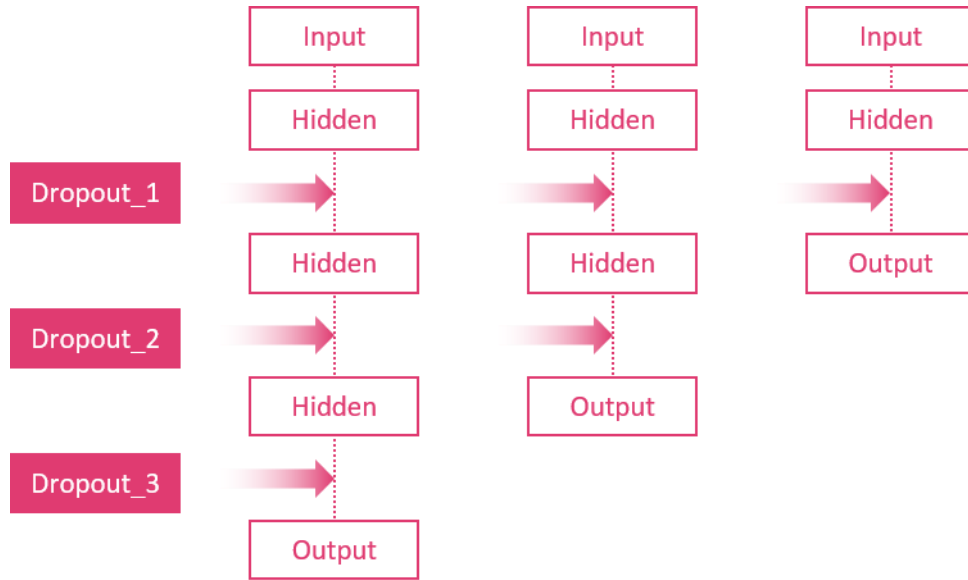 Input
Input
Input
Hidden
Hidden
Hidden
Dropout_1
Hidden
Hidden
Output
Dropout_2
Hidden
Output
Dropout_3
Output